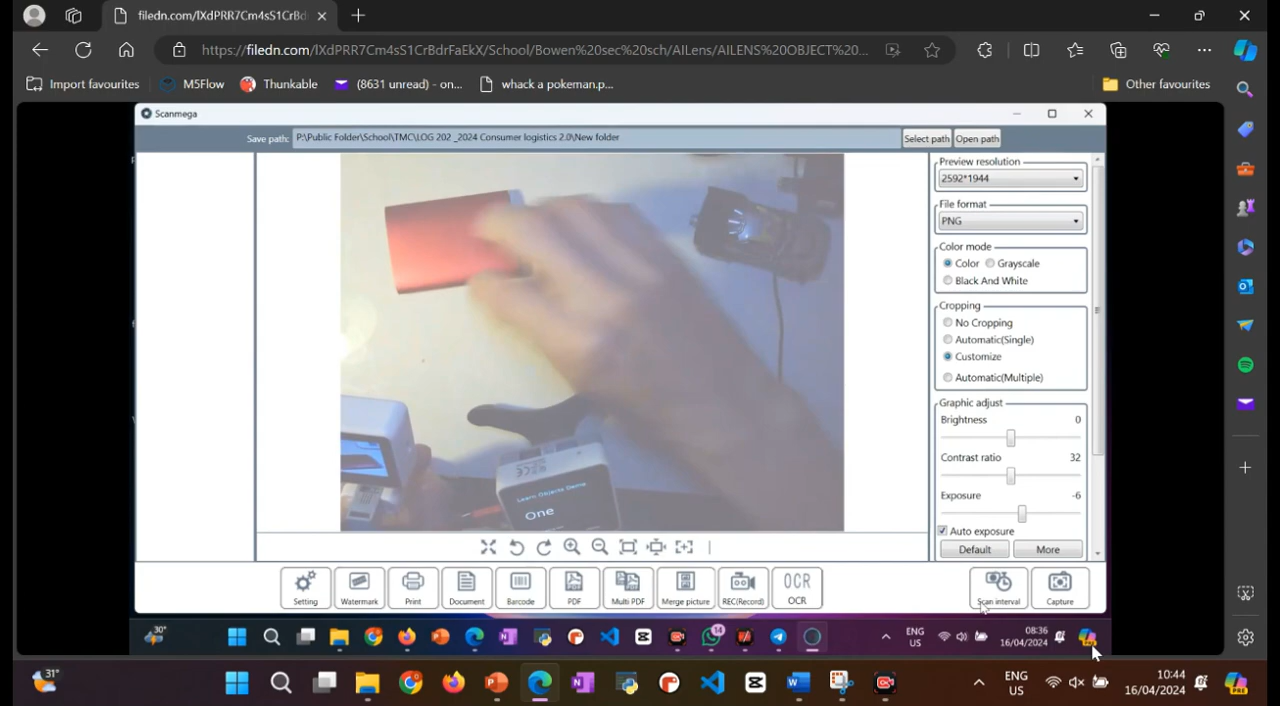 filedn.com/lXdPRR7Cm4sS1CrBd
https://filedn.com/lXdPRR7Cm4sS1CrBdrFaEkX/School/Bowen%20sec%20sch/AILens/AILENS%20OBJECT%20...
Import favourites
M5Flow
Thunkable
(8631 unread) - on...
whack a pokeman.p...
Other favourites
Scanmega
Save path:
P:\Public Folder\School\TMC\LOG 202 _2024 Consumer logistics 2.0\New folder
Select path
Open path
Preview resolution
2592*1944
File format
PNG
Color mode
Color
Grayscale
Black And White
Cropping
No Cropping
Automatic(Single)
Customize
Automatic(Multiple)
Graphic adjust
Brightness 0
Contrast ratio 32
Exposure -6
Auto exposure
Default
More
Learn Objects Demo
One
OCR
Setting
Watermark
Print
Document
Barcode
PDF
Multi PDF
Merge picture
REC(Record)
OCR
Scan interval
Capture
30°
14
ENG
US
08:36
16/04/2024
31°
ENG
US
10:44
16/04/2024
PRE